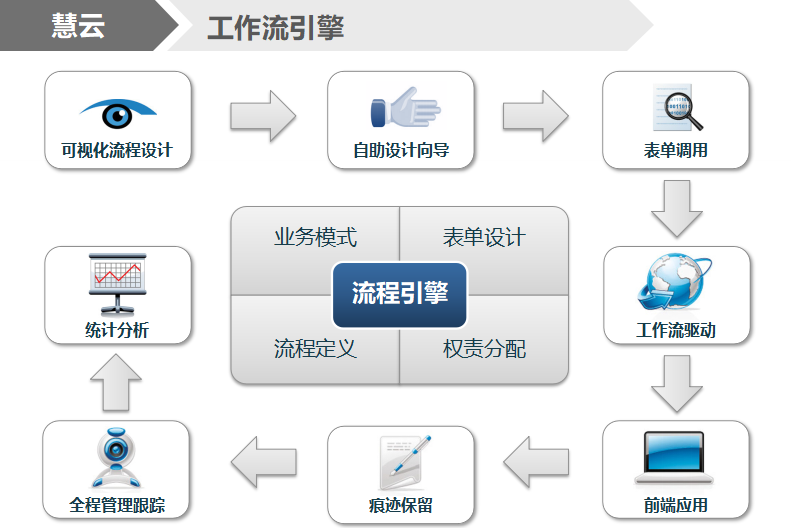 慧云
工作流引擎
可视化流程设计
自助设计向导
表单调用
业务模式
表单设计
流程引擎
流程定义
权责分配
统计分析
工作流驱动
全程管理跟踪
痕迹保留
前端应用